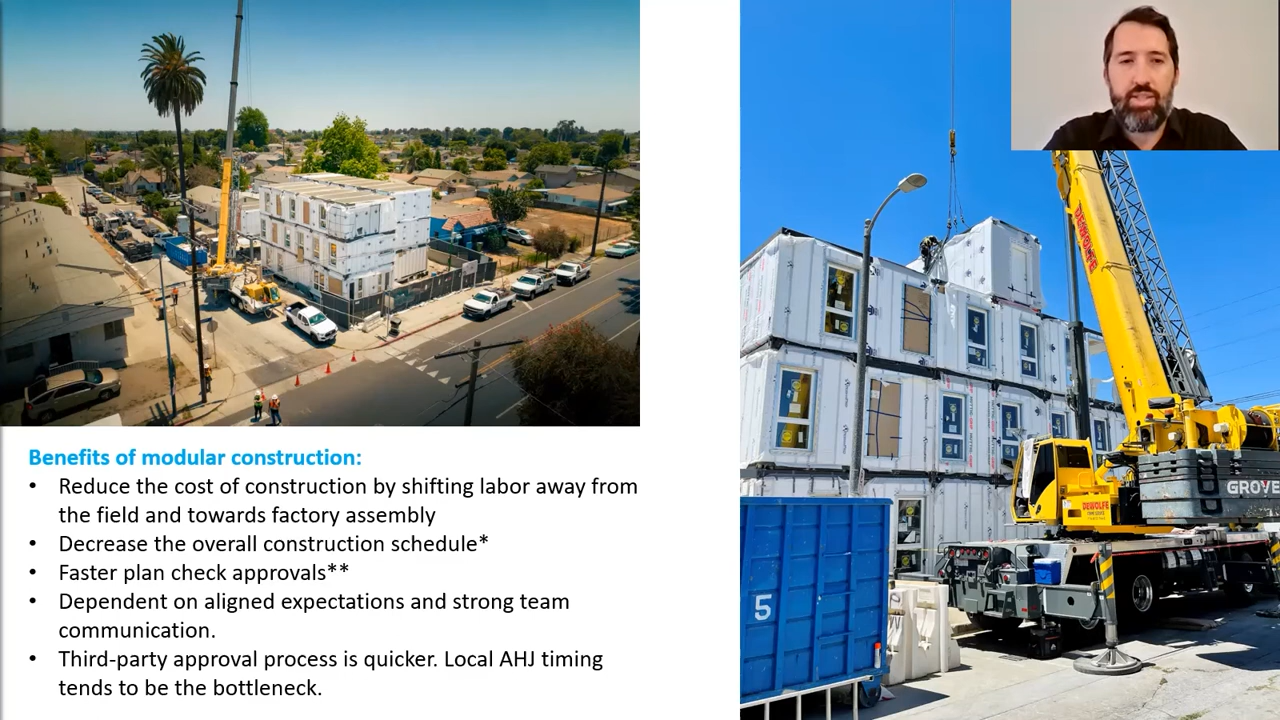 Benefits of modular construction:
• Reduce the cost of construction by shifting labor away from
the field and towards factory assembly
• Decrease the overall construction schedule*
• Faster plan check approvals**
• Dependent on aligned expectations and strong team
communication.
• Third-party approval process is quicker. Local AHJ timing
tends to be the bottleneck.
DEWOLFE
DEWOLFE
GROVE
5